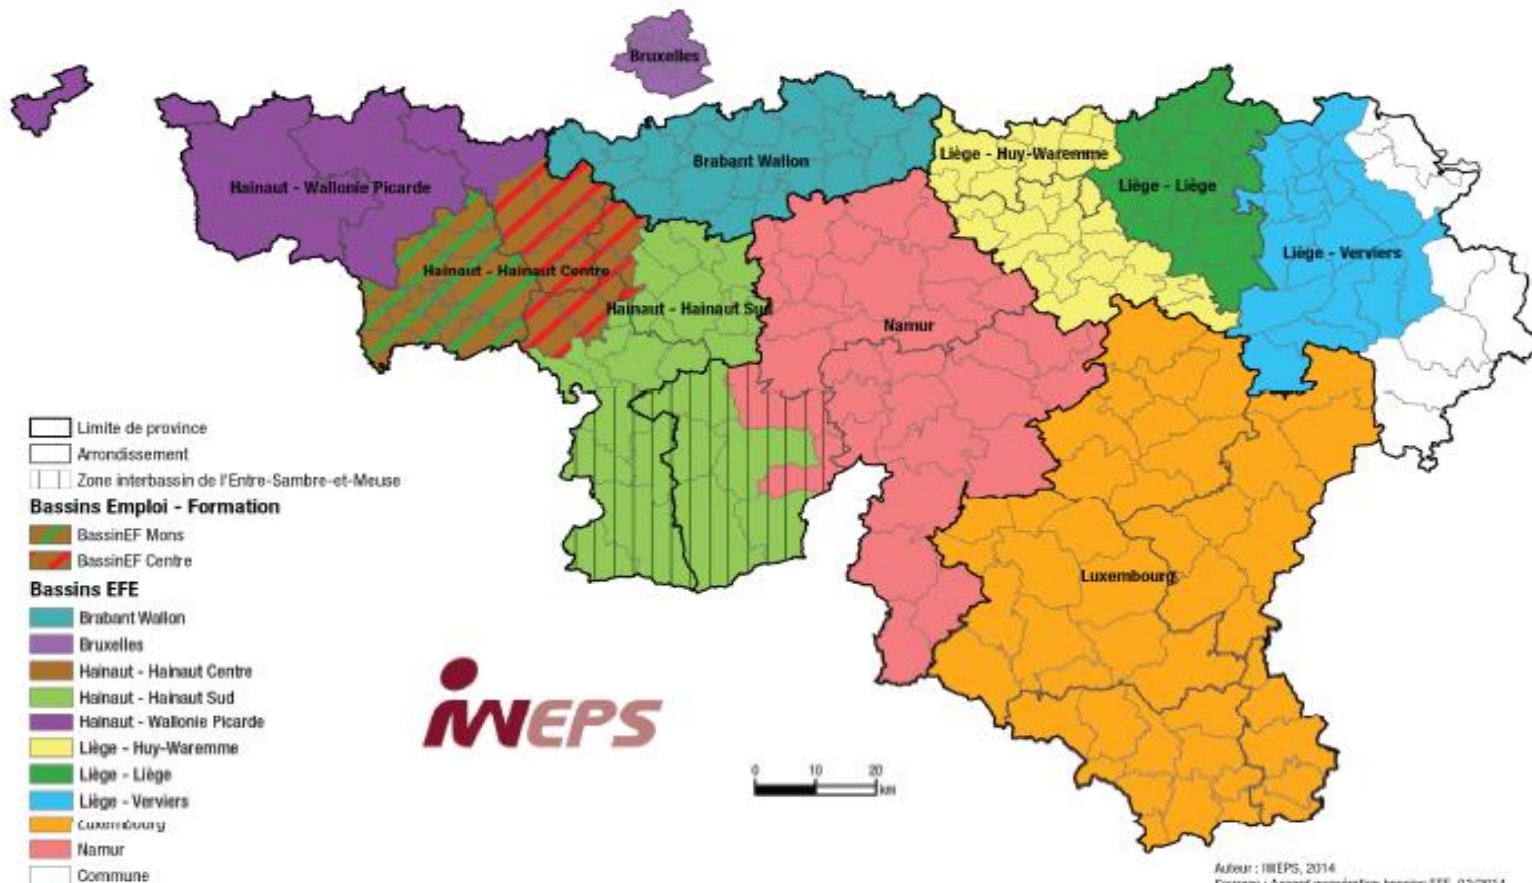 Bruxelles
Brabant Wallon
Liège - Huy-Waremme
Hainaut - Wallonie Picarde
Liège - Liège
Liège - Verviers
Hainaut - Hainaut Centre
Hainaut - Hainaut Sud
Namur
Luxembourg
Limite de province
Arrondissement
Zone interbassin de l'Entre-Sambre-et-Meuse
Bassins Emploi - Formation
BassinEF Mons
BassinEF Centre
Bassins EFE
Brabant Wallon
Bruxelles
Hainaut - Hainaut Centre
Hainaut - Hainaut Sud
Hainaut - Wallonie Picarde
Liège - Huy-Waremme
Liège - Liège
Liège - Verviers
Luxembourg
Namur
Commune
iWEPS
0 10 20
km
Auteur : IWEPS, 2014